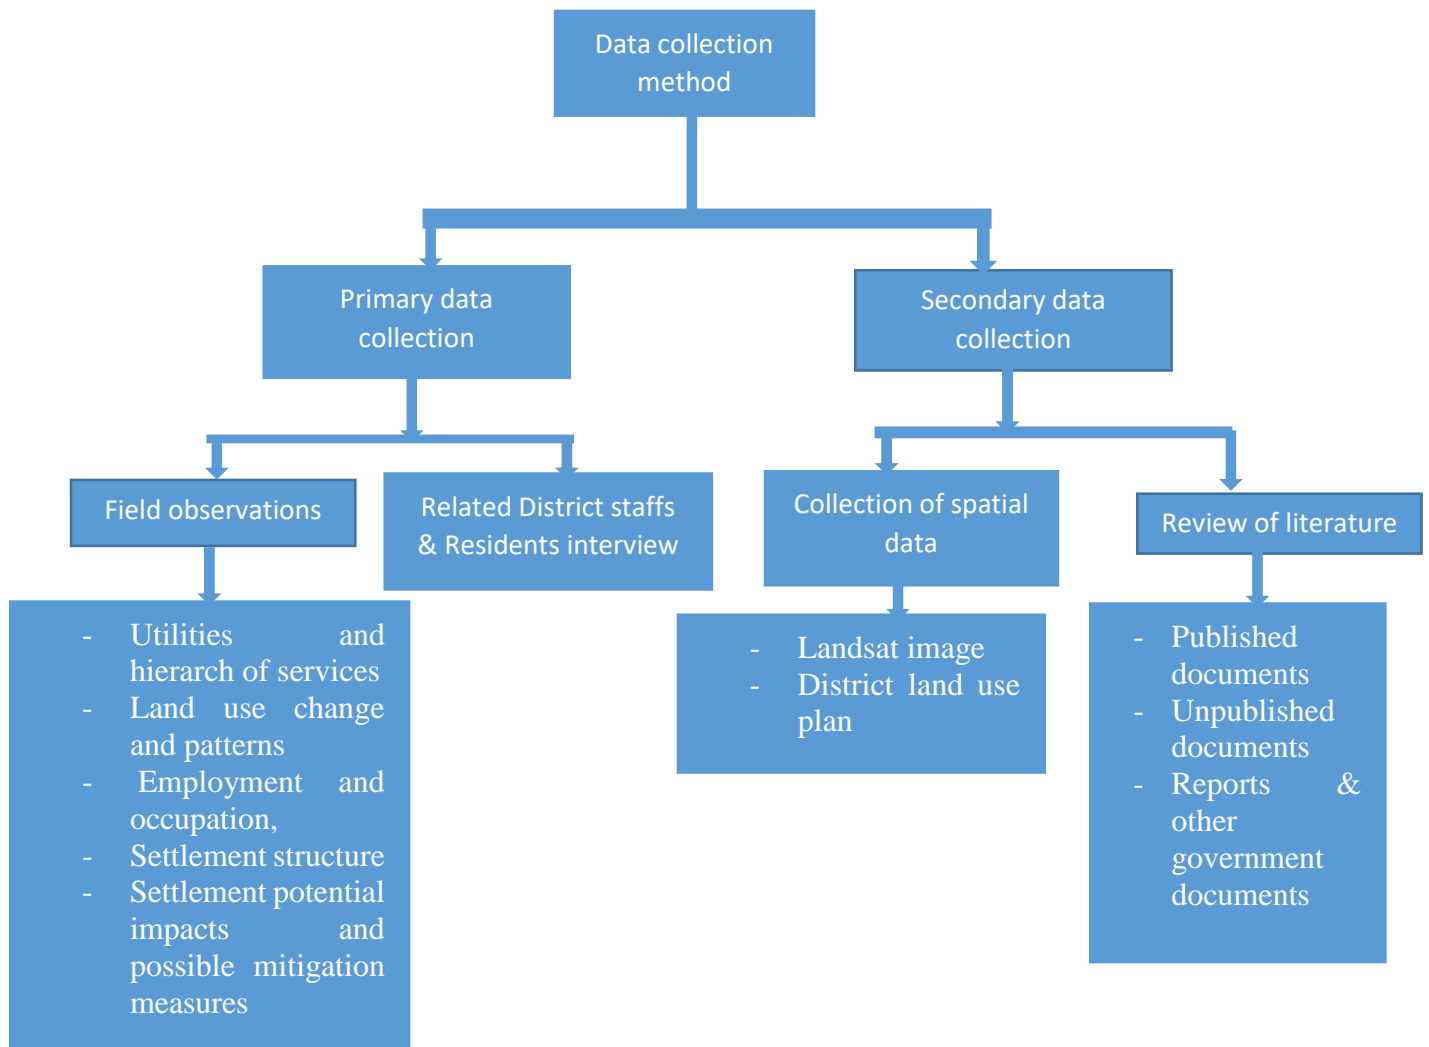 Data collection
method
Primary data
collection
Secondary data
collection
Field observations
Related District staffs
& Residents interview
Collection of spatial
data
Review of literature
- Utilities and
hierarch of services
- Land use change
and patterns
- Employment and
occupation,
- Settlement structure
- Settlement potential
impacts and
possible mitigation
measures
- Landsat image
- District land use
plan
- Published
documents
- Unpublished
documents
- Reports &
other
government
documents